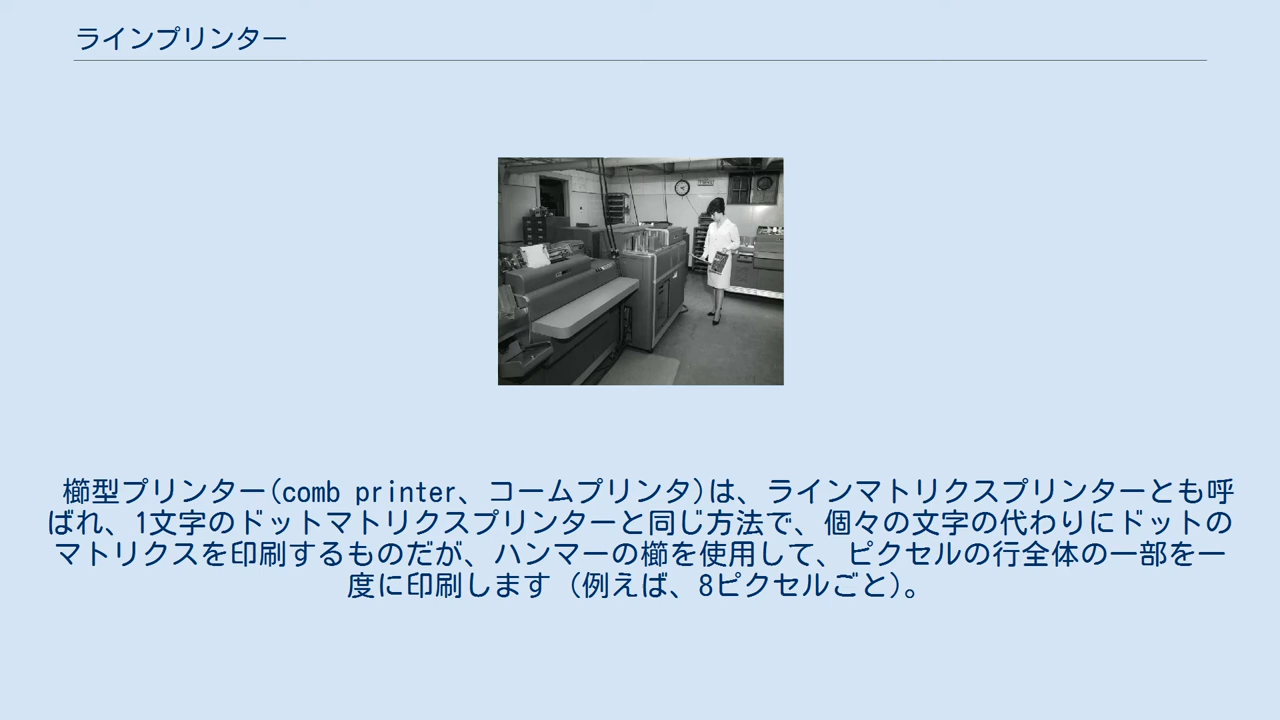 ラインプリンター
櫛型プリンター(comb printer、コームプリンタ)は、ラインマトリクスプリンターとも呼
ばれ、1文字のドットマトリクスプリンターと同じ方法で、個々の文字の代わりにドットの
マトリクスを印刷するものだが、ハンマーの櫛を使用して、ピクセルの行全体の一部を一
度に印刷します（例えば、8ピクセルごと)。